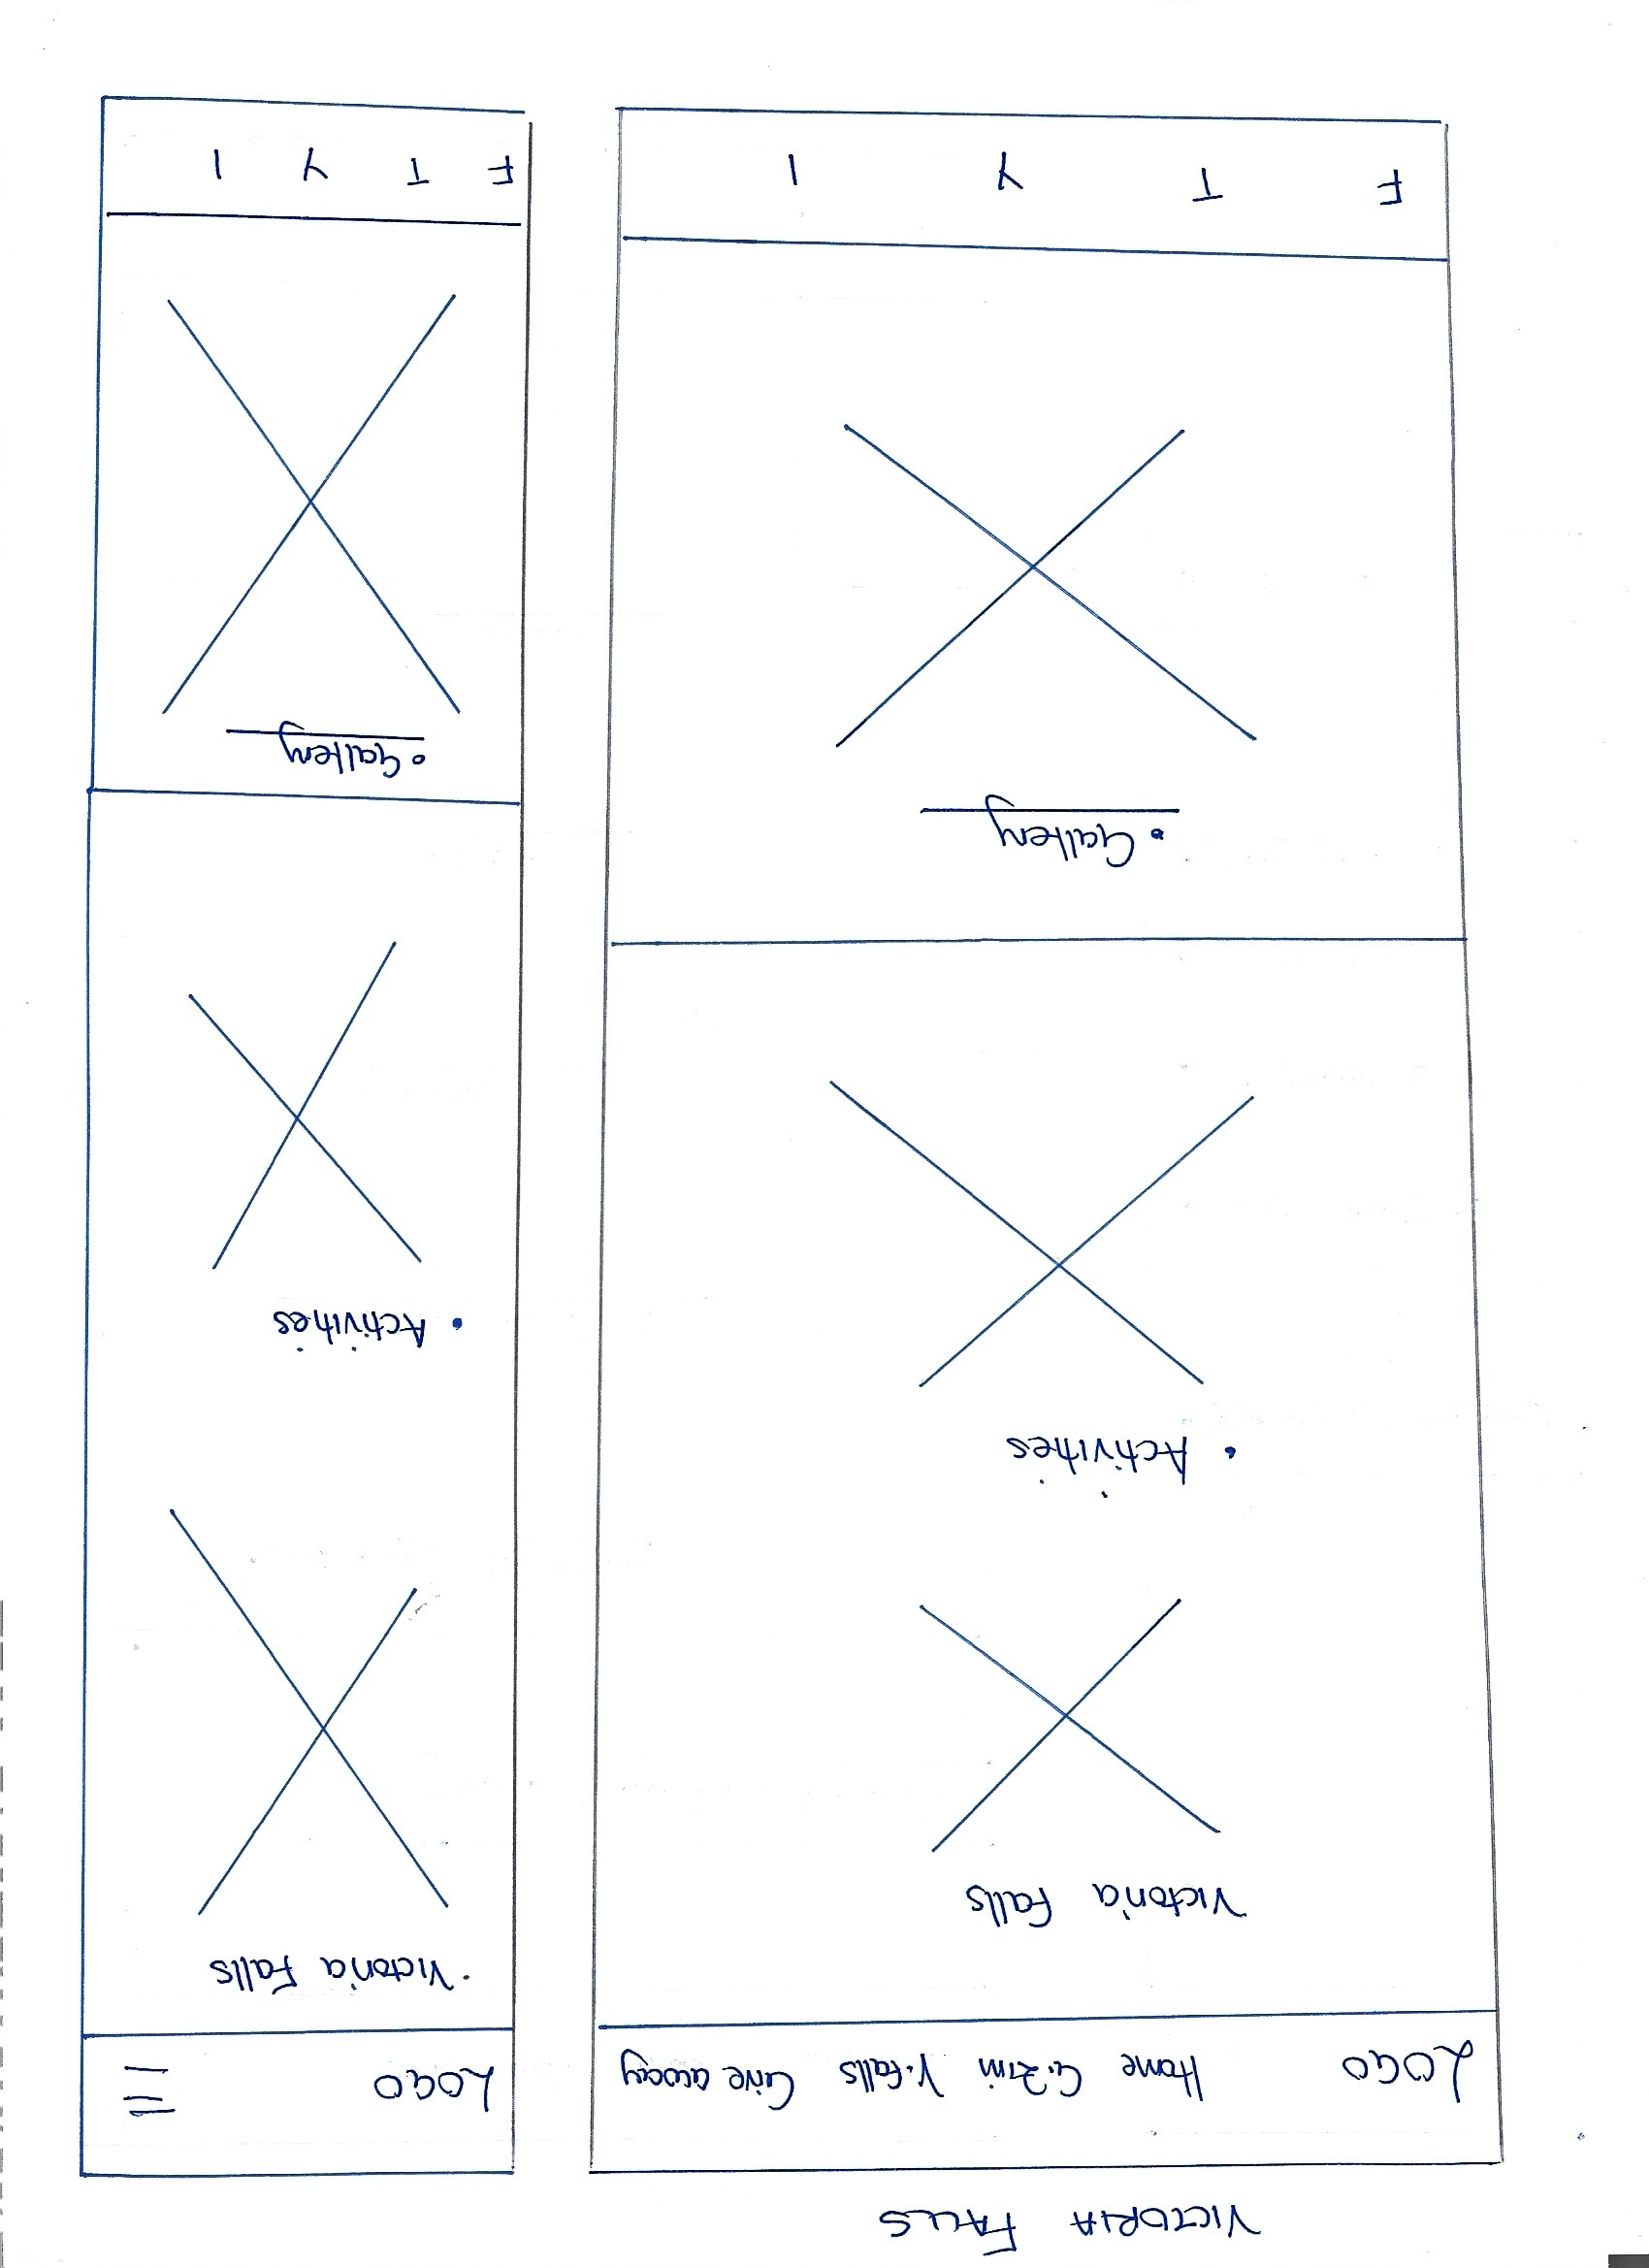 VICTORIA FALLS
LOGO Home G.Zim V.falls Give away
Victoria Falls
• Activities
• Gallery
F T Y I
LOGO
• Victoria Falls
• Activities
• Gallery
F T Y I